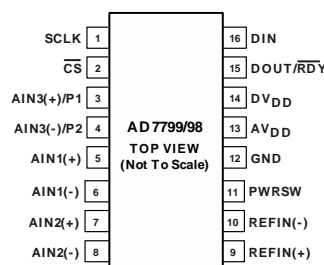 SCLK 1
C̅S̅ 2
AIN3(+)/P1 3
AIN3(-)/P2 4
AIN1(+) 5
AIN1(-) 6
AIN2(+) 7
AIN2(-) 8
AD7799/98
TOP VIEW
(Not To Scale)
16 DIN
15 DOUT/R̅D̅Y̅
14 DVDD
13 AVDD
12 GND
11 PWRSW
10 REFIN(-)
9 REFIN(+)